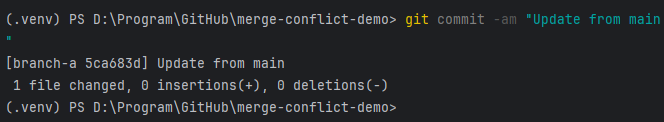 (.venv) PS D:\Program\GitHub\merge-conflict-demo> git commit -am "Update from main
"
[branch-a 5ca683d] Update from main
 1 file changed, 0 insertions(+), 0 deletions(-)
(.venv) PS D:\Program\GitHub\merge-conflict-demo>